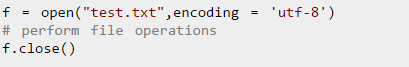 f = open("test.txt",encoding = 'utf-8')
# perform file operations
f.close()